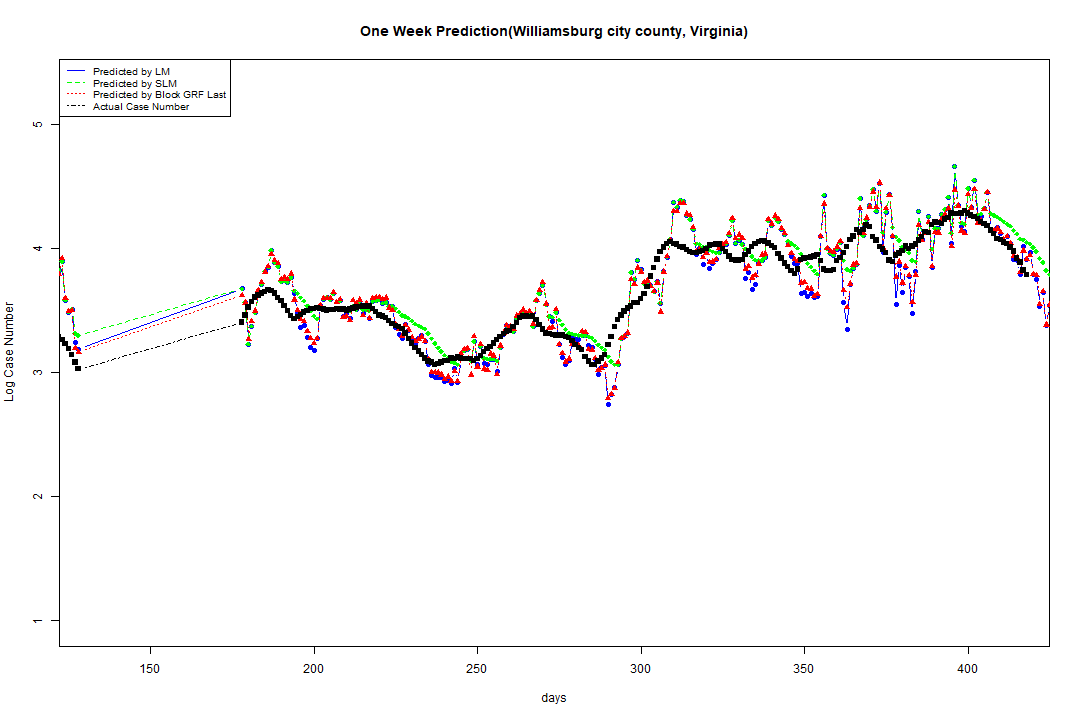 One Week Prediction(Williamsburg city county, Virginia)
Predicted by LM
Predicted by SLM
Predicted by Block GRF Last
Actual Case Number
5
4
3
2
1
Log Case Number
150 200 250 300 350 400
days